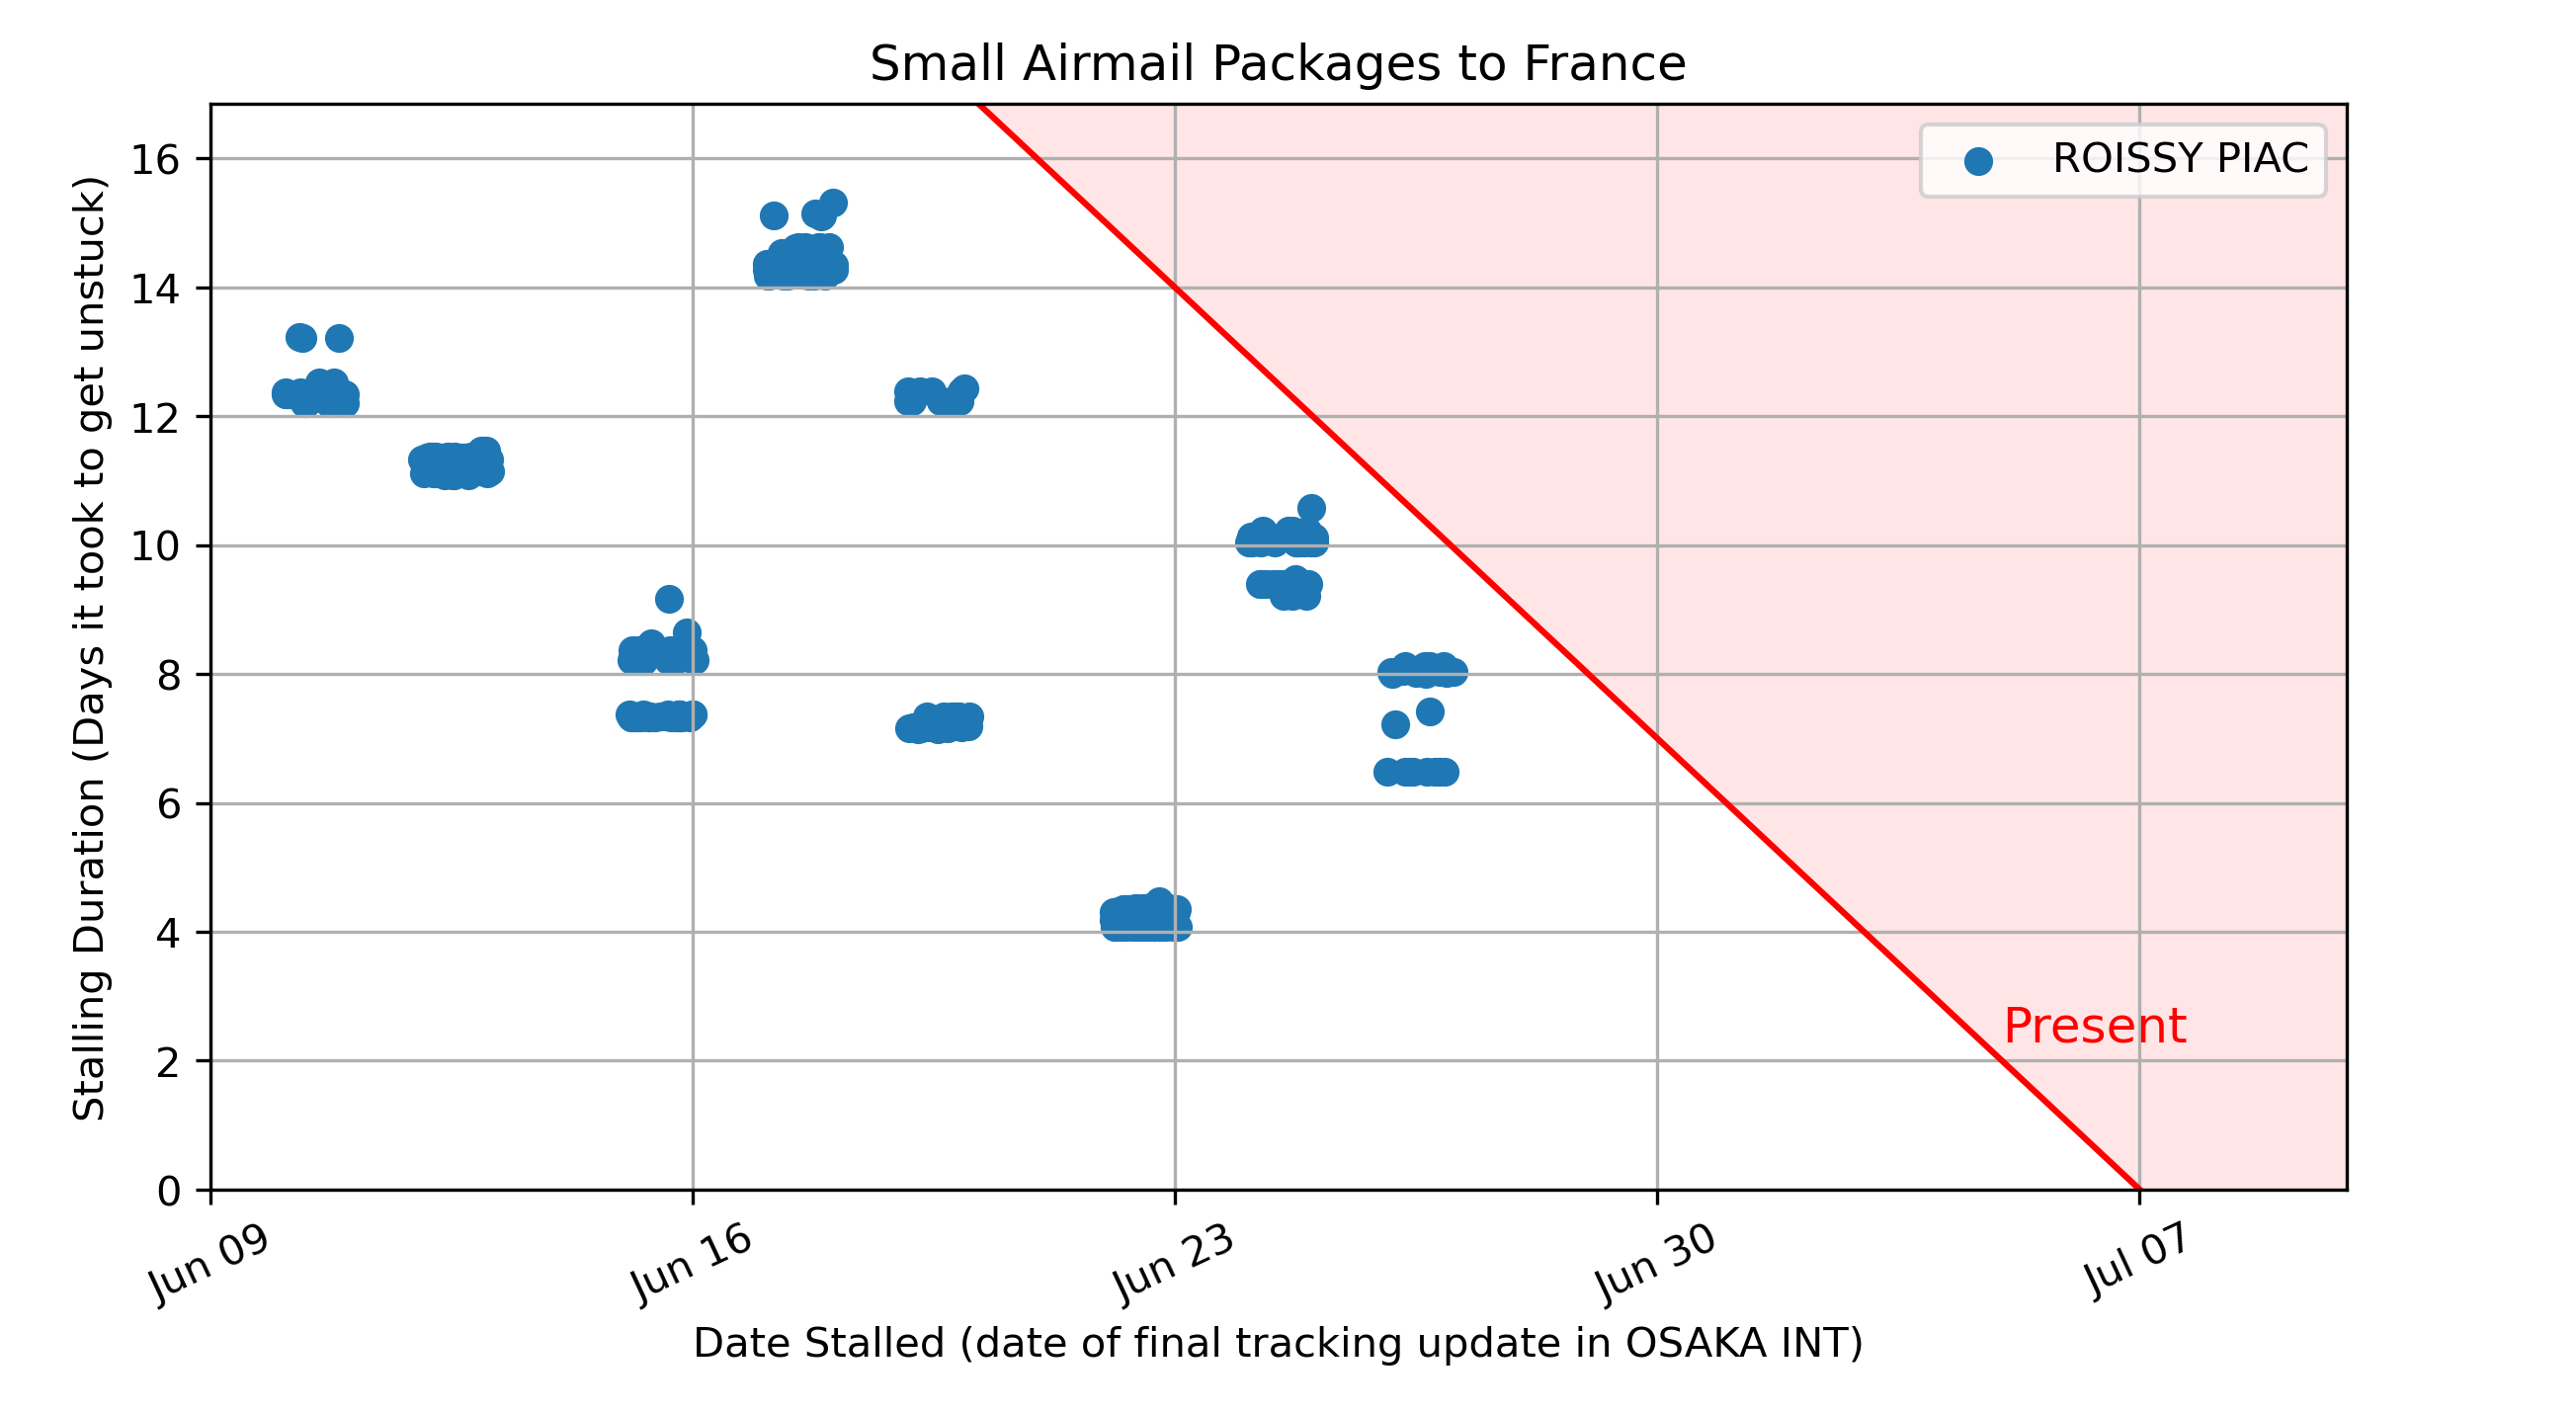 Small Airmail Packages to France
ROISSY PIAC
16
14
12
10
8
6
4
2
0
Stalling Duration (Days it took to get unstuck)
Present
Jun 09
Jun 16
Jun 23
Jun 30
Jul 07
Date Stalled (date of final tracking update in OSAKA INT)